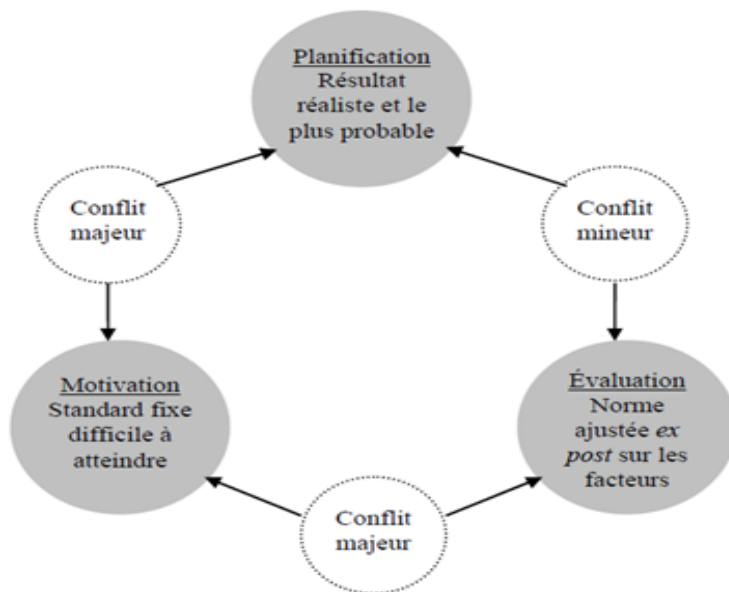 Planification
Résultat
réaliste et le
plus probable
Conflit
majeur
Conflit
mineur
Motivation
Standard fixe
difficile à
atteindre
Évaluation
Norme
ajustée ex
post sur les
facteurs
Conflit
majeur